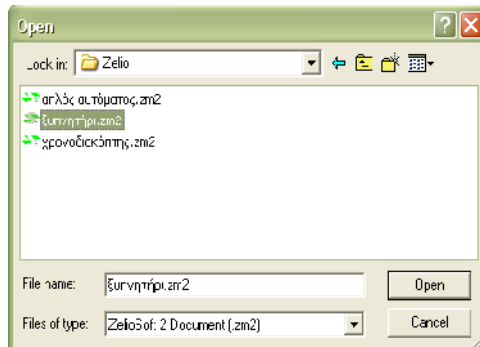 Open
Look in: Zelio
απλός αυτόματος.zm2
ξυπνητήρι.zm2
χρονοδιακόπτης.zm2
File name: ξυπνητήρι.zm2 Open
Files of type: ZelioSoft 2 Document (.zm2) Cancel